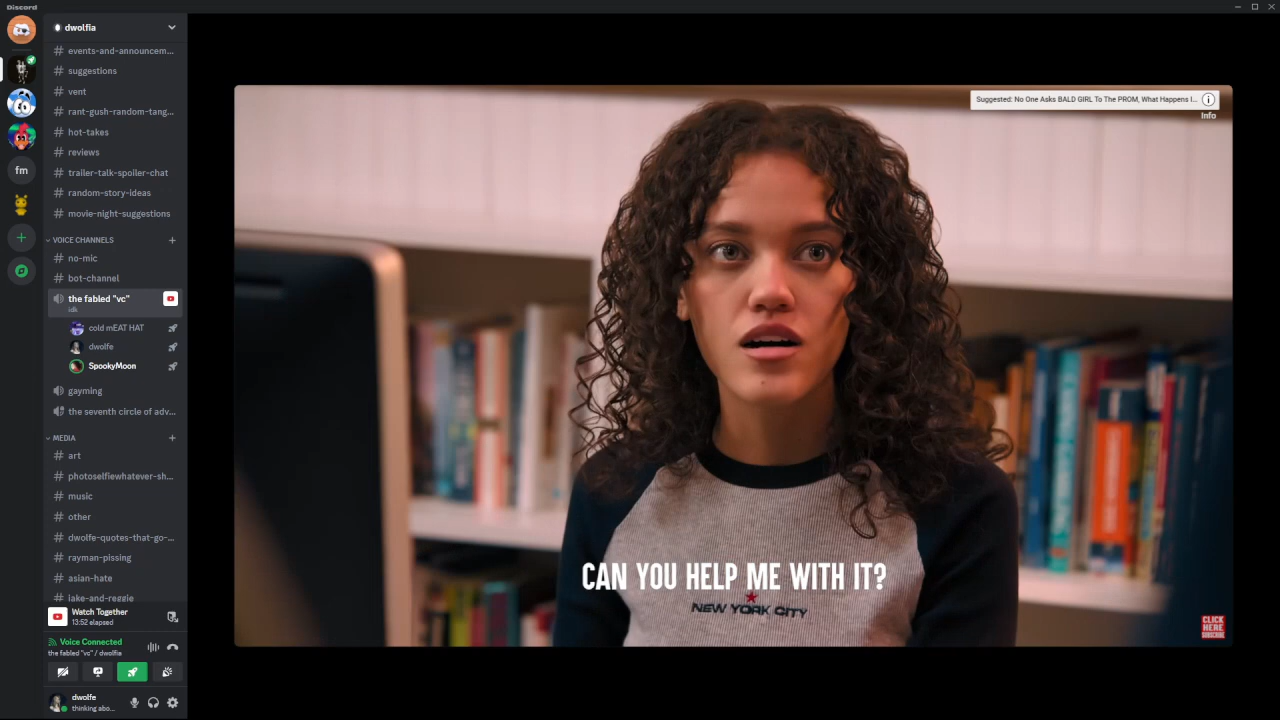 Discord
dwolfia
events-and-announcem...
suggestions
vent
rant-gush-random-tang...
hot-takes
reviews
trailer-talk-spoiler-chat
random-story-ideas
movie-night-suggestions
fm
VOICE CHANNELS
no-mic
bot-channel
the fabled "vc"
idk
cold mEAT HAT
dwolfe
SpookyMoon
gayming
the seventh circle of adv...
MEDIA
art
photoselfiewhatever-sh...
music
other
dwolfe-quotes-that-go-...
rayman-pissing
asian-hate
lake-and-reggie
Watch Together
13:52 elapsed
Voice Connected
the fabled "vc" / dwolfia
dwolfe
thinking abo...
Suggested: No One Asks BALD GIRL To The PROM, What Happens I...
Info
CAN YOU HELP ME WITH IT?
NEW YORK CITY
CLICK
HERE
SUBSCRIBE